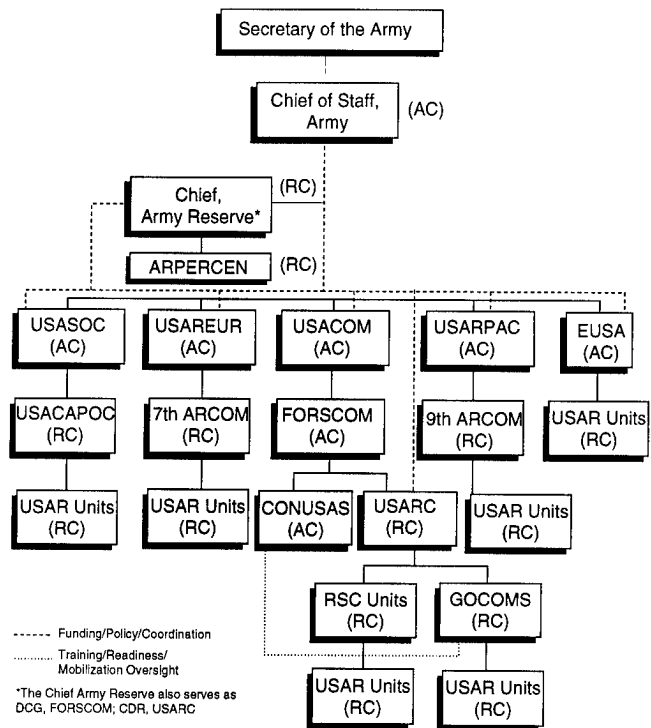 Secretary of the Army
Chief of Staff,
Army
(AC)
Chief,
Army Reserve*
(RC)
ARPERCEN
(RC)
USASOC
(AC)
USAREUR
(AC)
USACOM
(AC)
USARPAC
(AC)
EUSA
(AC)
USACAPOC
(RC)
7th ARCOM
(RC)
FORSCOM
(AC)
9th ARCOM
(RC)
USAR Units
(RC)
USAR Units
(RC)
USAR Units
(RC)
CONUSAS
(AC)
USARC
(RC)
USAR Units
(RC)
RSC Units
(RC)
GOCOMS
(RC)
USAR Units
(RC)
USAR Units
(RC)
Funding/Policy/Coordination
Training/Readiness/
Mobilization Oversight
*The Chief Army Reserve also serves as
DCG, FORSCOM; CDR, USARC